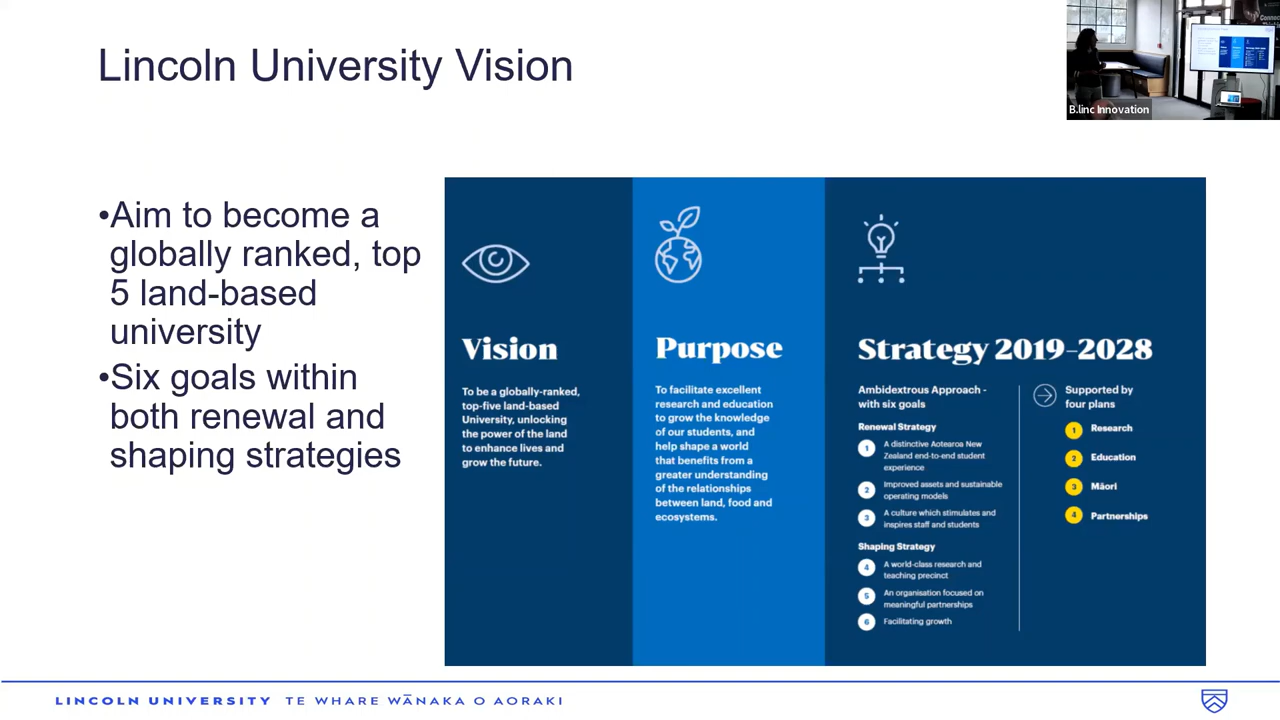 Lincoln University Vision
B.linc Innovation
•Aim to become a
globally ranked, top
5 land-based
university
•Six goals within
both renewal and
shaping strategies
Vision
To be a globally-ranked,
top-five land-based
University, unlocking
the power of the land
to enhance lives and
grow the future.
Purpose
To facilitate excellent
research and education
to grow the knowledge
of our students, and
help shape a world
that benefits from a
greater understanding
of the relationships
between land, food and
ecosystems.
Strategy 2019–2028
Ambidextrous Approach -
with six goals
Renewal Strategy
1 A distinctive Aotearoa New
Zealand end-to-end student
experience
2 Improved assets and sustainable
operating models
3 A culture which stimulates and
inspires staff and students
Shaping Strategy
4 A world-class research and
teaching precinct
5 An organisation focused on
meaningful partnerships
6 Facilitating growth
Supported by
four plans
1 Research
2 Education
3 Māori
4 Partnerships
LINCOLN UNIVERSITY TE WHARE WĀNAKA O AORAKI